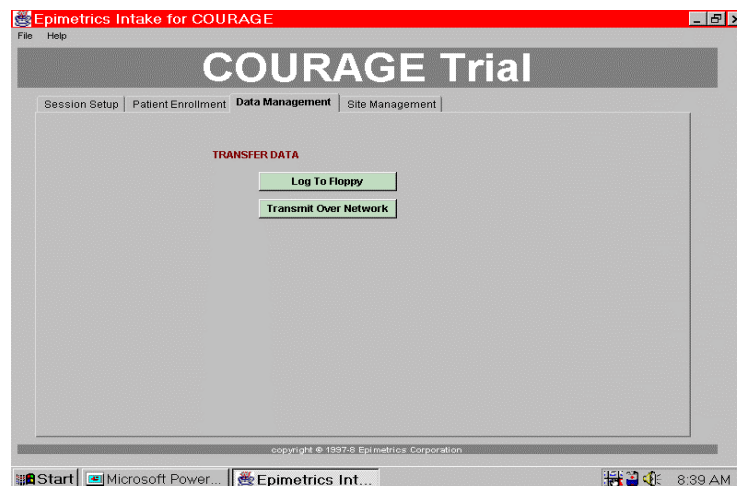 Epimetrics Intake for COURAGE
File Help
COURAGE Trial
Session Setup Patient Enrollment Data Management Site Management
TRANSFER DATA
Log To Floppy
Transmit Over Network
copyright © 1997-8 Epimetrics Corporation
Start Microsoft Power... Epimetrics Int... 8:39 AM